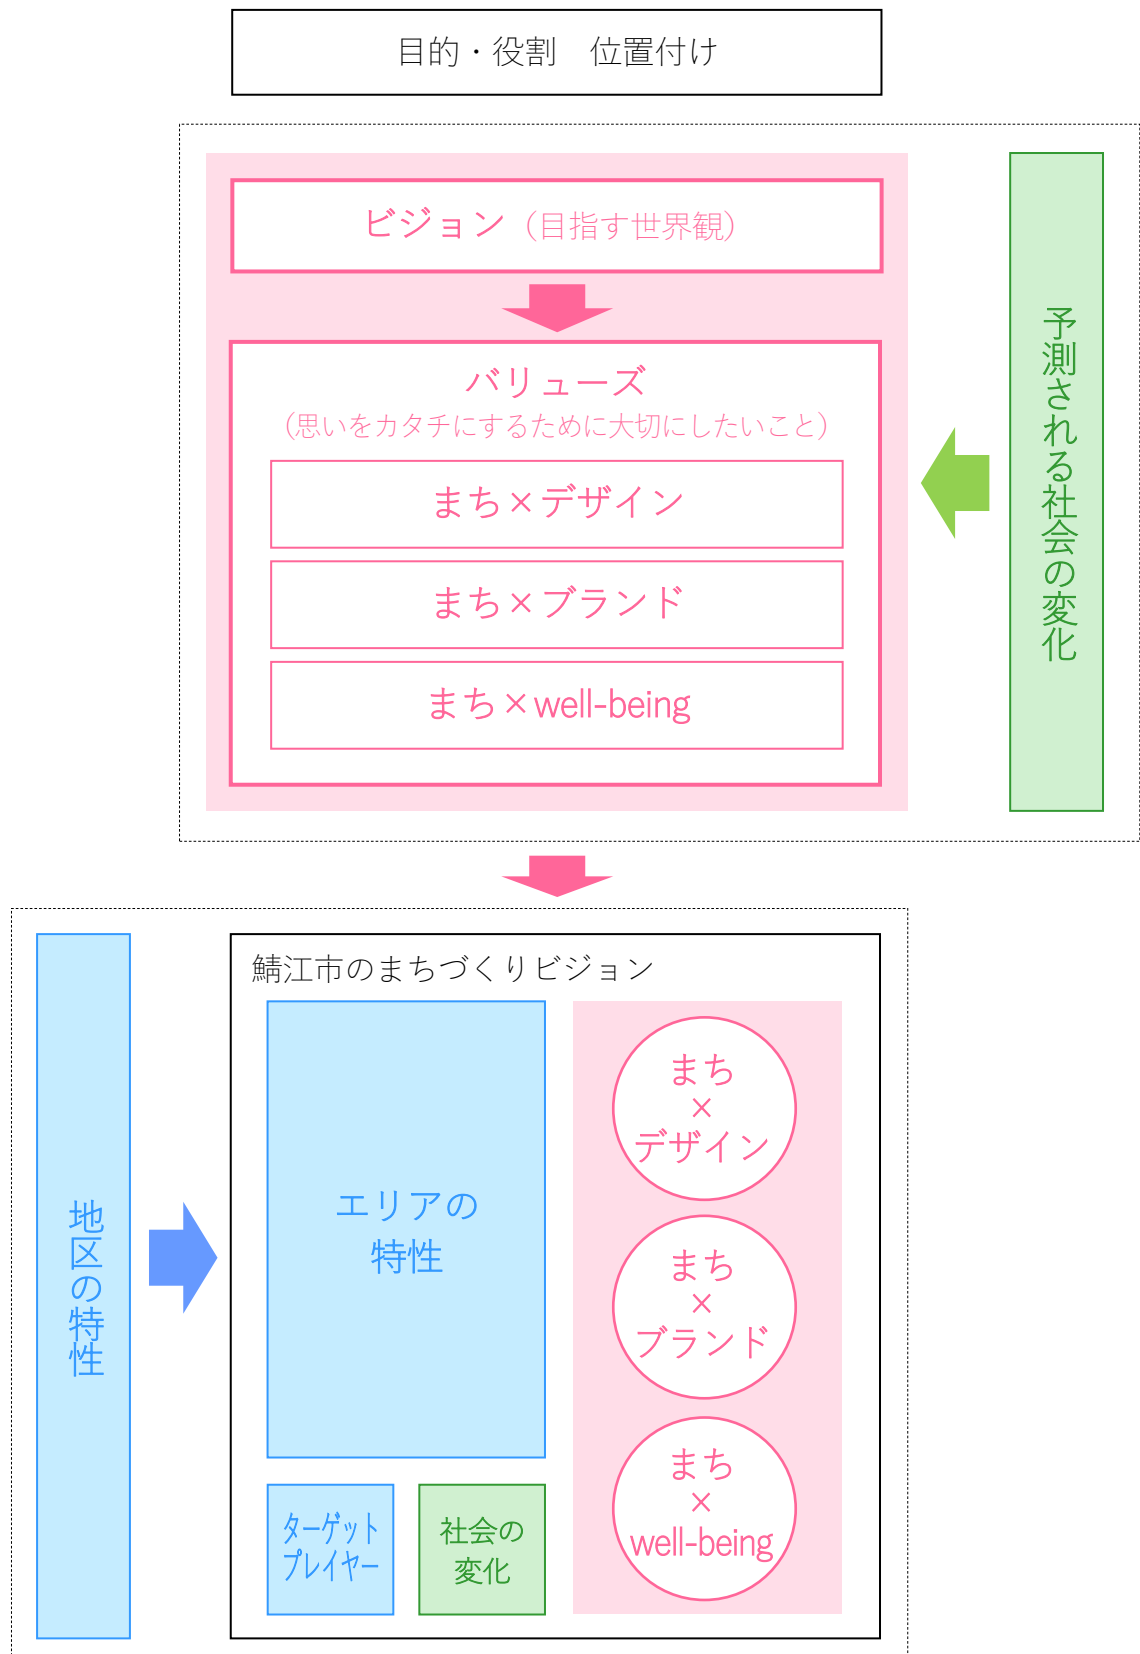 目的・役割　位置付け
ビジョン（目指す世界観）
バリューズ
（思いをカタチにするために大切にしたいこと）
まち×デザイン
まち×ブランド
まち×well-being
予測される社会の変化
地区の特性
鯖江市のまちづくりビジョン
エリアの
特性
ターゲット
プレイヤー
社会の
変化
まち
×
デザイン
まち
×
ブランド
まち
×
well-being